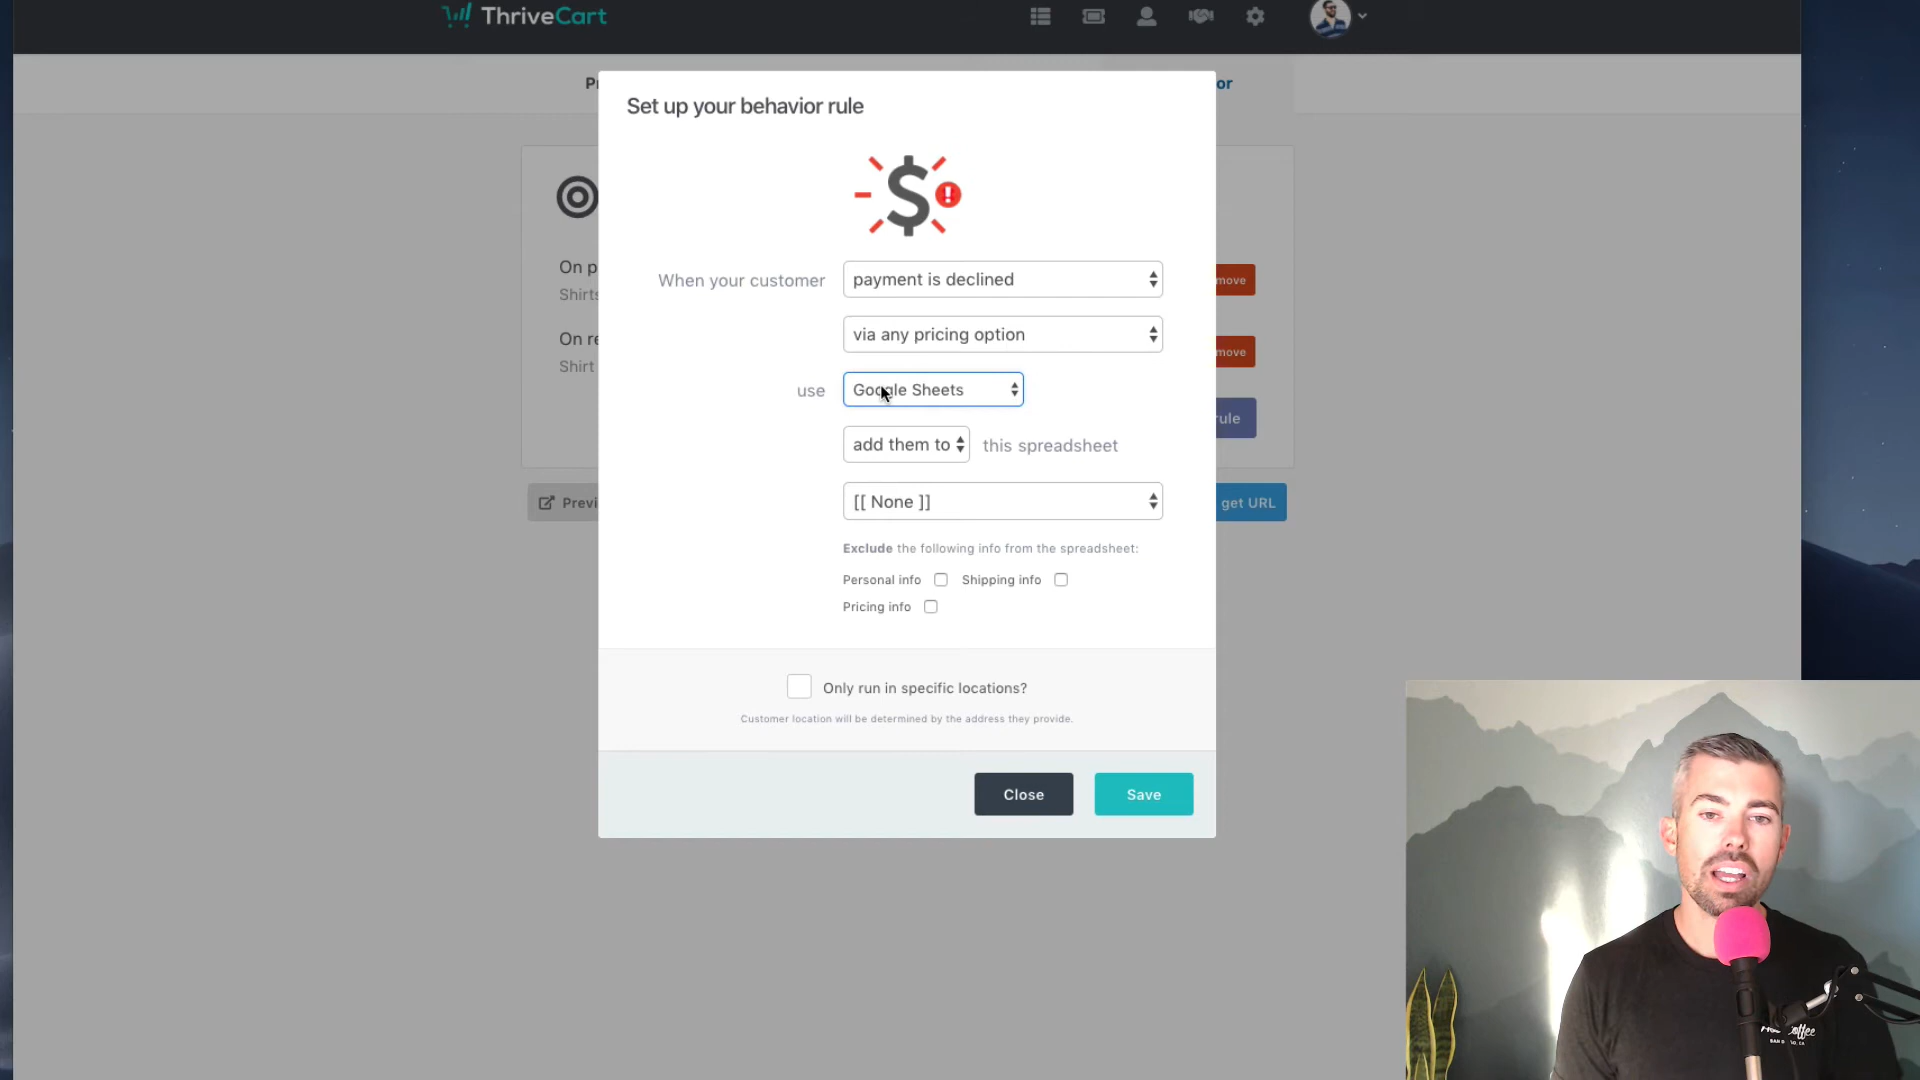 ThriveCart
Pr
or
Set up your behavior rule
When your customer
payment is declined
via any pricing option
use
Google Sheets
add them to
this spreadsheet
[[ None ]]
Exclude the following info from the spreadsheet:
Personal info
Shipping info
Pricing info
On p
Shirts
On re
Shirt
move
move
rule
Previ
get URL
Only run in specific locations?
Customer location will be determined by the address they provide.
Close
Save